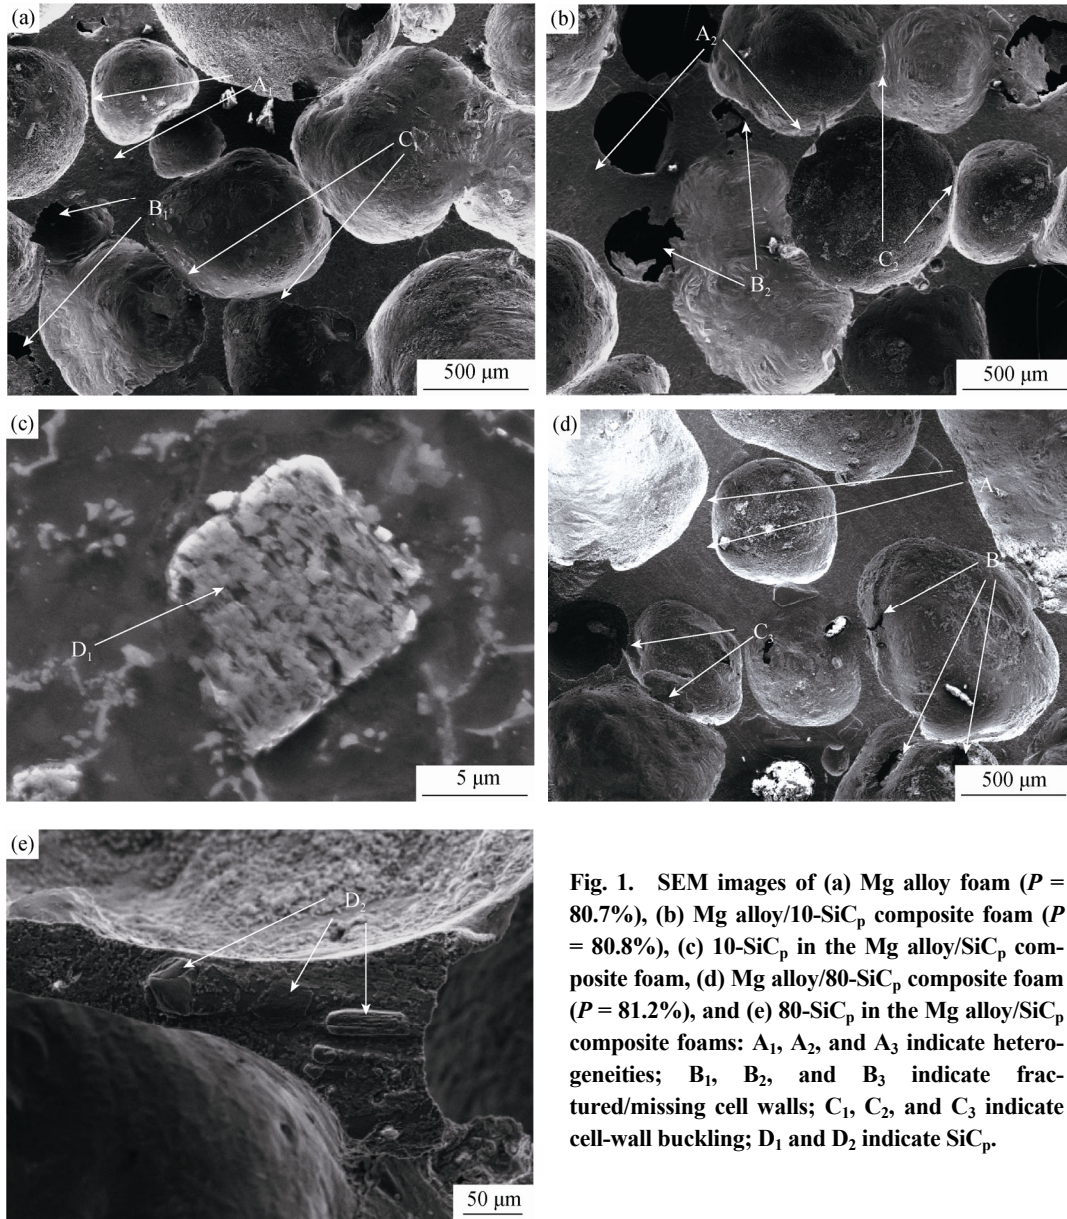 (a)
A₁
C₁
B₁
500 μm
(b)
A₂
C₂
B₂
500 μm
(c)
D₁
5 μm
(d)
A
B
C
500 μm
(e)
D₂
50 μm
Fig. 1. SEM images of (a) Mg alloy foam (P =
80.7%), (b) Mg alloy/10-SiCₚ composite foam (P
= 80.8%), (c) 10-SiCₚ in the Mg alloy/SiCₚ com-
posite foam, (d) Mg alloy/80-SiCₚ composite foam
(P = 81.2%), and (e) 80-SiCₚ in the Mg alloy/SiCₚ
composite foams: A₁, A₂, and A₃ indicate hetero-
geneities; B₁, B₂, and B₃ indicate frac-
tured/missing cell walls; C₁, C₂, and C₃ indicate
cell-wall buckling; D₁ and D₂ indicate SiCₚ.